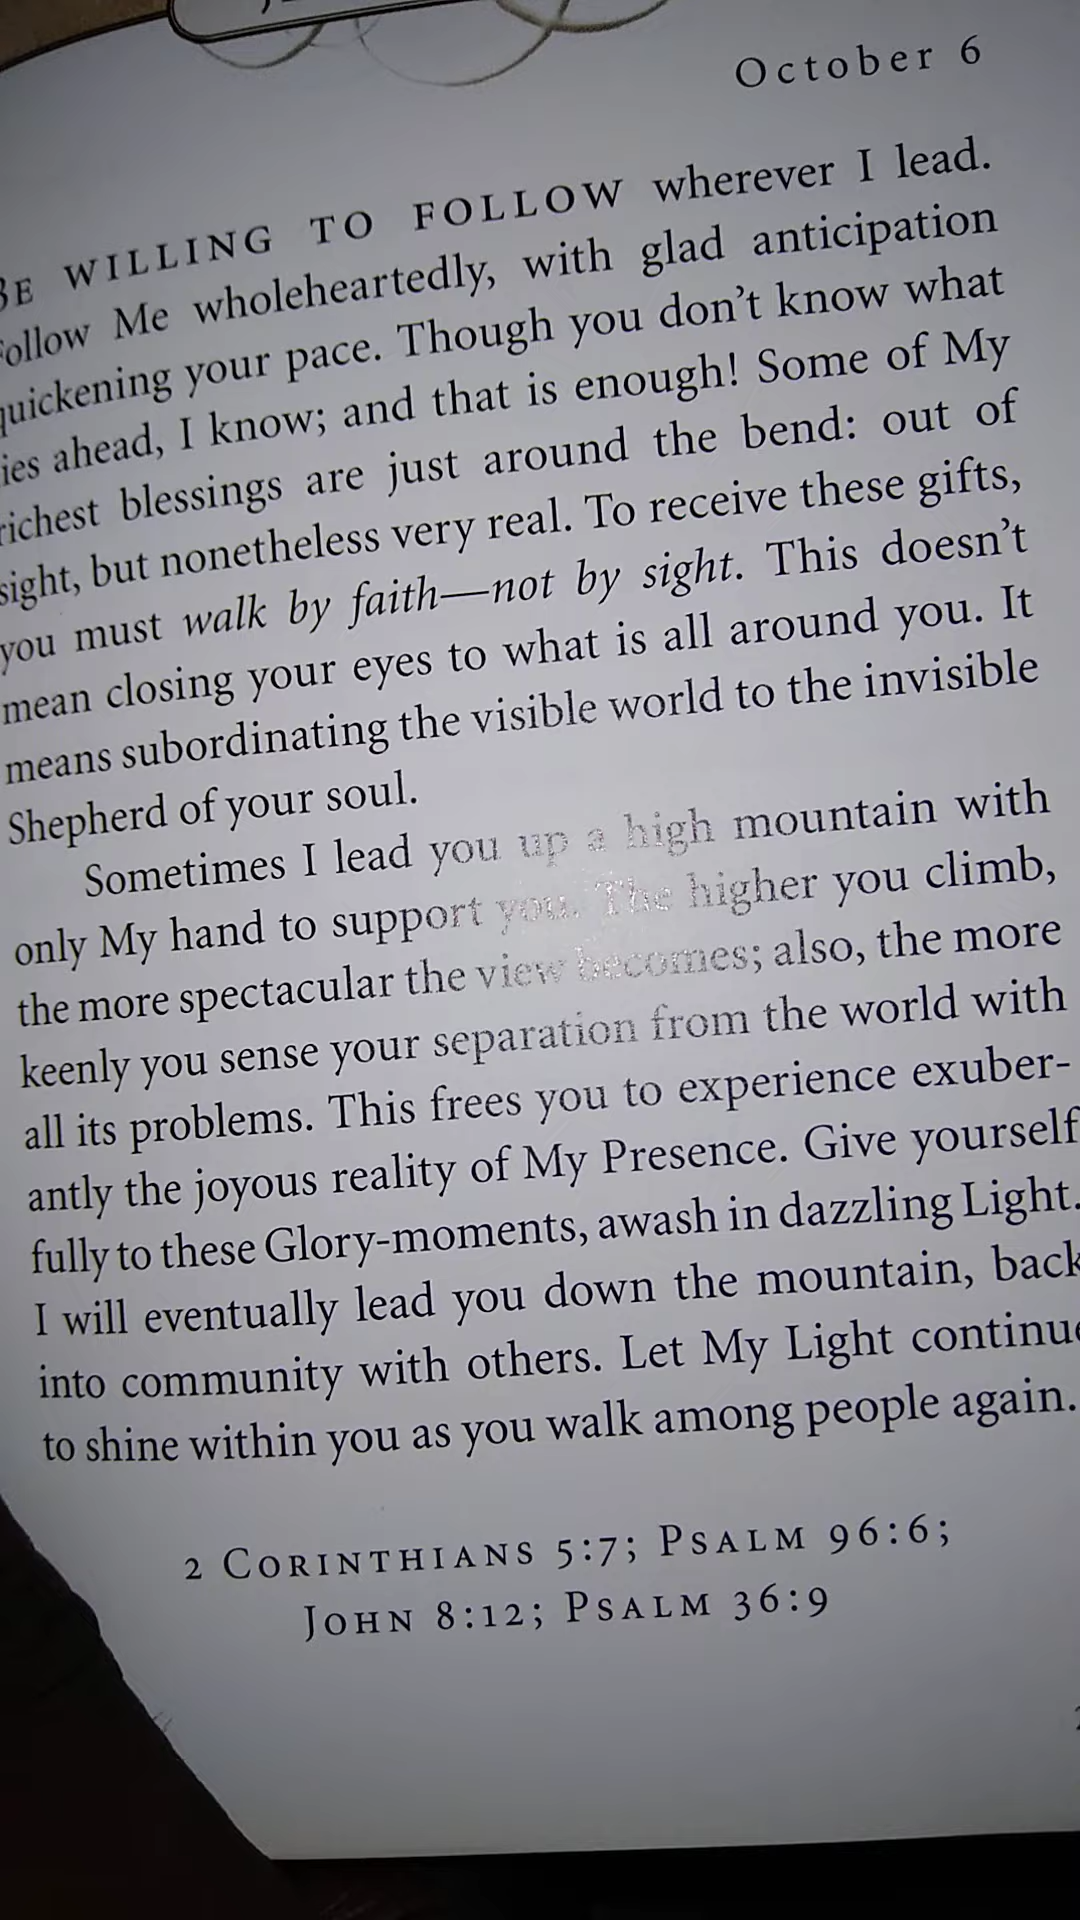 October 6
BE WILLING TO FOLLOW wherever I lead.
Follow Me wholeheartedly, with glad anticipation
quickening your pace. Though you don't know what
lies ahead, I know; and that is enough! Some of My
richest blessings are just around the bend: out of
sight, but nonetheless very real. To receive these gifts,
you must walk by faith—not by sight. This doesn't
mean closing your eyes to what is all around you. It
means subordinating the visible world to the invisible
Shepherd of your soul.
Sometimes I lead you up a high mountain with
only My hand to support you. The higher you climb,
the more spectacular the view becomes; also, the more
keenly you sense your separation from the world with
all its problems. This frees you to experience exuber-
antly the joyous reality of My Presence. Give yourself
fully to these Glory-moments, awash in dazzling Light.
I will eventually lead you down the mountain, back
into community with others. Let My Light continue
to shine within you as you walk among people again.
2 CORINTHIANS 5:7; PSALM 96:6;
JOHN 8:12; PSALM 36:9